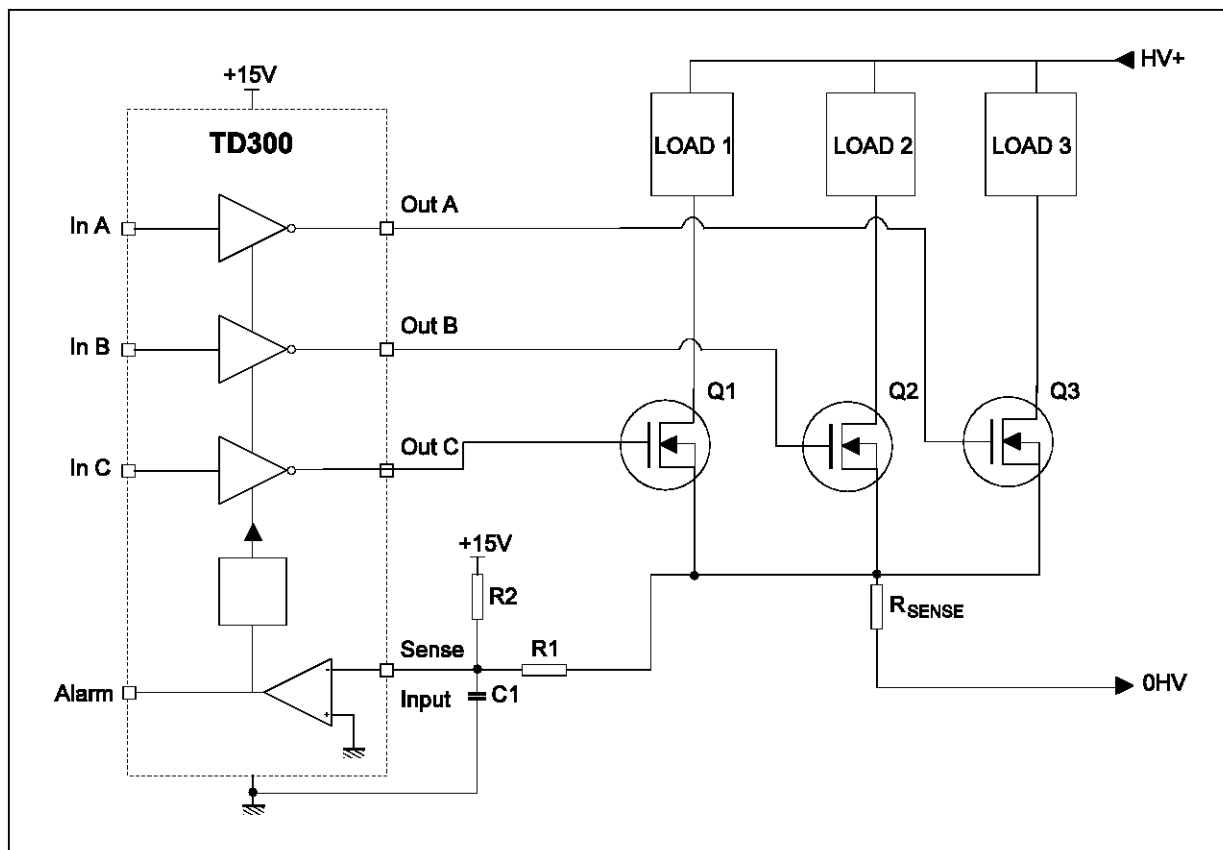 HV+
+15V
TD300
LOAD 1
LOAD 2
LOAD 3
In A
Out A
In B
Out B
Q1
Q2
Q3
In C
Out C
+15V
R2
RSENSE
Sense
R1
Alarm
Input
C1
0HV
-
+